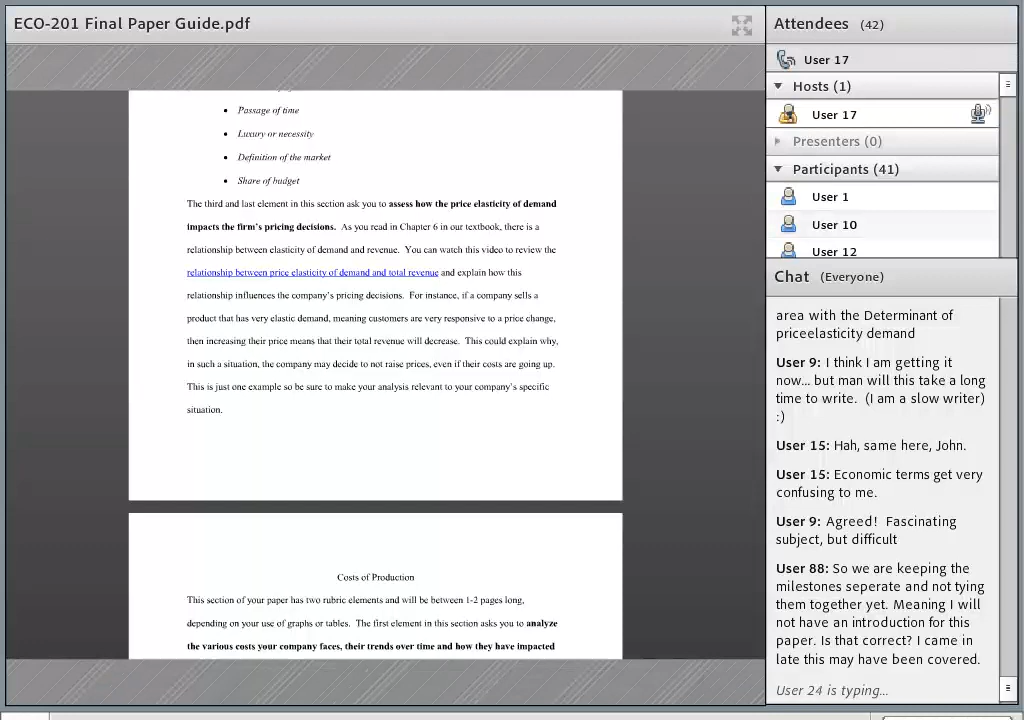 ECO-201 Final Paper Guide.pdf
• Passage of time
• Luxury or necessity
• Definition of the market
• Share of budget
The third and last element in this section ask you to assess how the price elasticity of demand
impacts the firm's pricing decisions. As you read in Chapter 6 in our textbook, there is a
relationship between elasticity of demand and revenue. You can watch this video to review the
relationship between price elasticity of demand and total revenue and explain how this
relationship influences the company's pricing decisions. For instance, if a company sells a
product that has very elastic demand, meaning customers are very responsive to a price change,
then increasing their price means that their total revenue will decrease. This could explain why,
in such a situation, the company may decide to not raise prices, even if their costs are going up.
This is just one example so be sure to make your analysis relevant to your company's specific
situation.
Costs of Production
This section of your paper has two rubric elements and will be between 1-2 pages long,
depending on your use of graphs or tables. The first element in this section asks you to analyze
the various costs your company faces, their trends over time and how they have impacted
Attendees (42)
User 17
Hosts (1)
User 17
Presenters (0)
Participants (41)
User 1
User 10
User 12
Chat (Everyone)
area with the Determinant of
priceelasticity demand
User 9: I think I am getting it
now... but man will this take a long
time to write. (I am a slow writer)
:)
User 15: Hah, same here, John.
User 15: Economic terms get very
confusing to me.
User 9: Agreed! Fascinating
subject, but difficult
User 88: So we are keeping the
milestones seperate and not tying
them together yet. Meaning I will
not have an introduction for this
paper. Is that correct? I came in
late this may have been covered.
User 24 is typing...